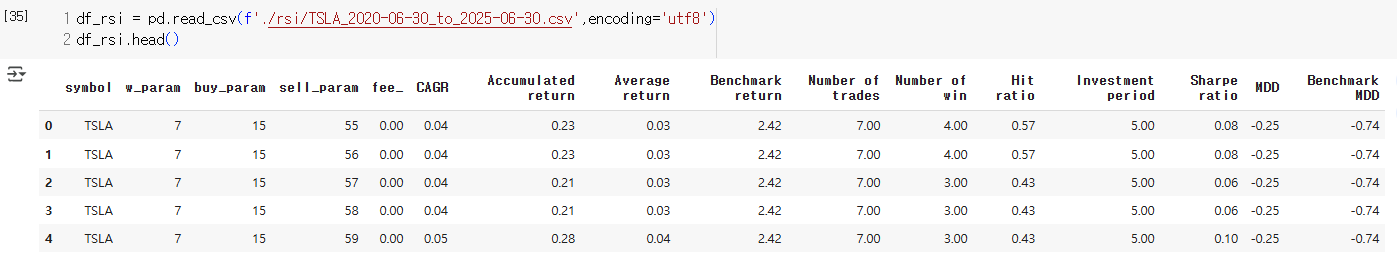 [35]
1 df_rsi = pd.read_csv(f'./rsi/TSLA_2020-06-30_to_2025-06-30.csv',encoding='utf8')
2 df_rsi.head()
symbol w_param buy_param sell_param fee_ CAGR Accumulated return Average return Benchmark return Number of trades Number of win Hit ratio Investment period Sharpe ratio MDD Benchmark MDD
0 TSLA 7 15 55 0.00 0.04 0.23 0.03 2.42 7.00 4.00 0.57 5.00 0.08 -0.25 -0.74
1 TSLA 7 15 56 0.00 0.04 0.23 0.03 2.42 7.00 4.00 0.57 5.00 0.08 -0.25 -0.74
2 TSLA 7 15 57 0.00 0.04 0.21 0.03 2.42 7.00 3.00 0.43 5.00 0.06 -0.25 -0.74
3 TSLA 7 15 58 0.00 0.04 0.21 0.03 2.42 7.00 3.00 0.43 5.00 0.06 -0.25 -0.74
4 TSLA 7 15 59 0.00 0.05 0.28 0.04 2.42 7.00 3.00 0.43 5.00 0.10 -0.25 -0.74